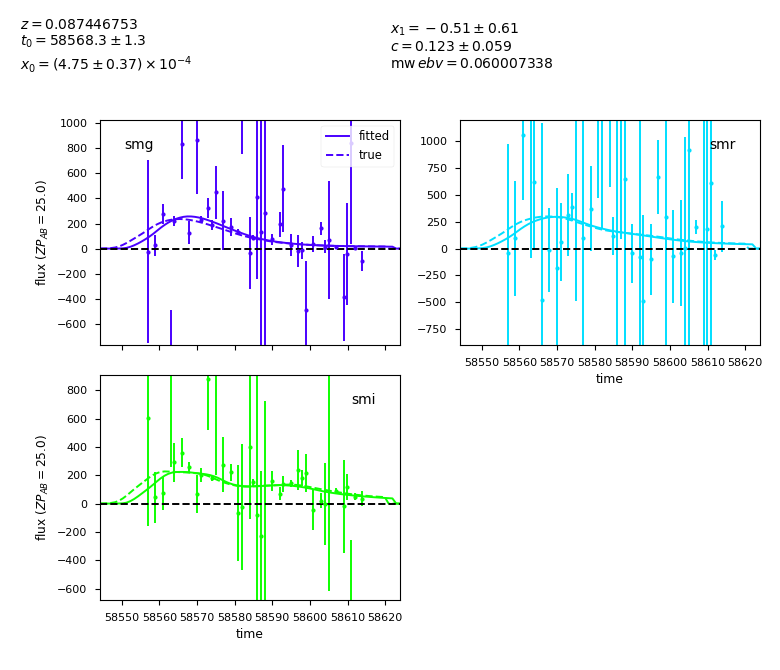 z = 0.087446753
t₀ = 58568.3 ± 1.3
x₀ = (4.75 ± 0.37) × 10⁻⁴
x₁ = −0.51 ± 0.61
c = 0.123 ± 0.059
mw ebv = 0.060007338
smg
fitted
true
1000
800
600
400
200
0
−200
−400
−600
flux (ZP_AB = 25.0)
smr
1000
750
500
250
0
−250
−500
−750
58550 58560 58570 58580 58590 58600 58610 58620
time
smi
800
600
400
200
0
−200
−400
−600
flux (ZP_AB = 25.0)
58550 58560 58570 58580 58590 58600 58610 58620
time